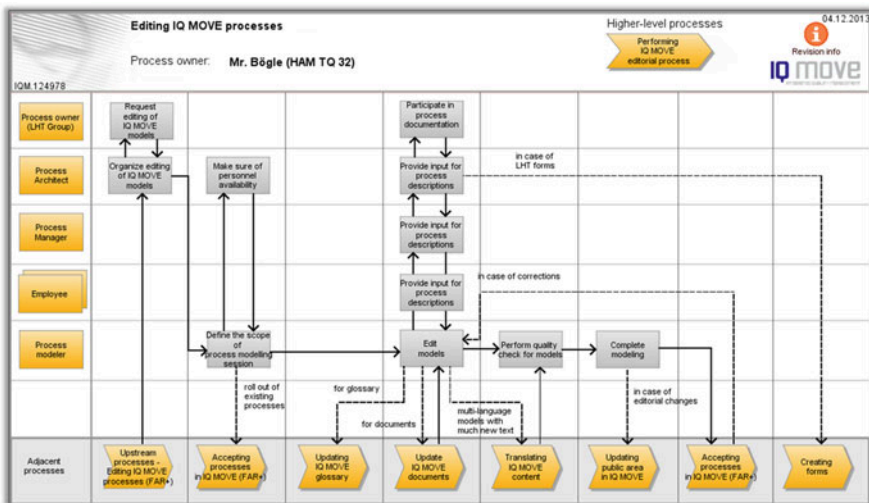 Editing IQ MOVE processes
Process owner: Mr. Bögle (HAM TQ 32)
IQM.124978
Higher-level processes
Performing
IQ MOVE
editorial process
04.12.2013
Revision info
IQ move
Process owner
(LHT Group)
Request
editing of
IQ MOVE
models
Participate in
process
documentation
Process
Architect
Organize editing
of IQ MOVE
models
Make sure of
personnel
availability
Provide input for
process
descriptions
in case of
LHT forms
Process
Manager
Provide input for
process
descriptions
Employee
Provide input for
process
descriptions
in case of corrections
Process
modeler
Define the scope
of
process modelling
session
Edit
models
Perform quality
check for models
Complete
modeling
roll out of
existing
processes
for glossary
for documents
multi-language
models with
much new text
in case of
editorial changes
Adjacent
processes
Upstream
processes -
Editing IQ MOVE
processes (FAR+)
Accepting
processes
in IQ MOVE (FAR+)
Updating
IQ MOVE
glossary
Update
IQ MOVE
documents
Translating
IQ MOVE
content
Updating
public area
in IQ MOVE
Accepting
processes
in IQ MOVE (FAR+)
Creating
forms